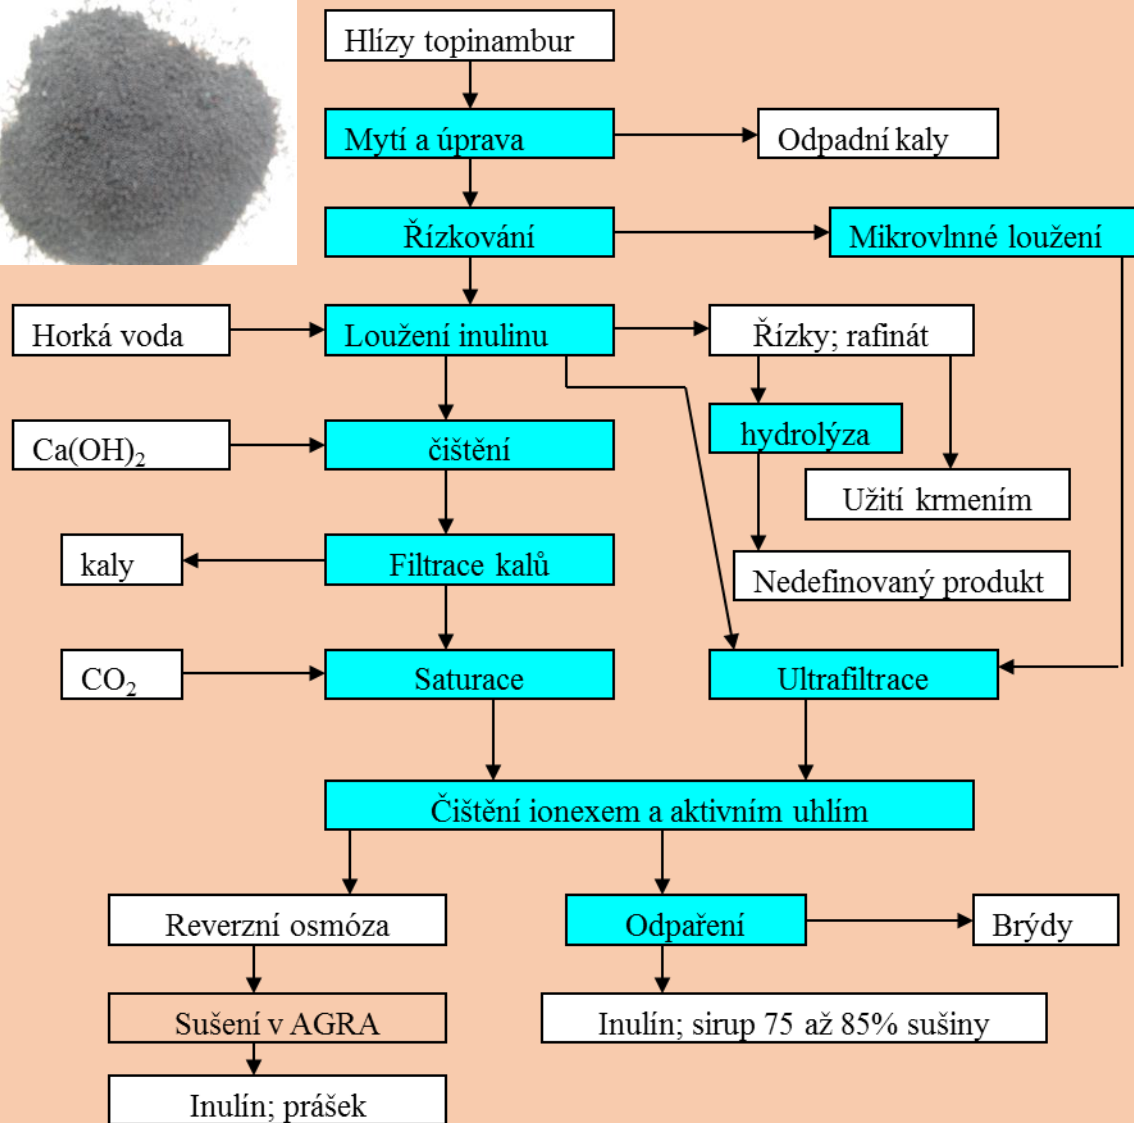 Hlízy topinambur
Mytí a úprava
Odpadní kaly
Řízkování
Mikrovlnné loužení
Horká voda
Loužení inulinu
Řízky; rafinát
Ca(OH)₂
čištění
hydrolýza
Užití krmením
kaly
Filtrace kalů
Nedefinovaný produkt
CO₂
Saturace
Ultrafiltrace
Čištění ionexem a aktivním uhlím
Reverzní osmóza
Odpaření
Brýdy
Sušení v AGRA
Inulín; sirup 75 až 85% sušiny
Inulín; prášek